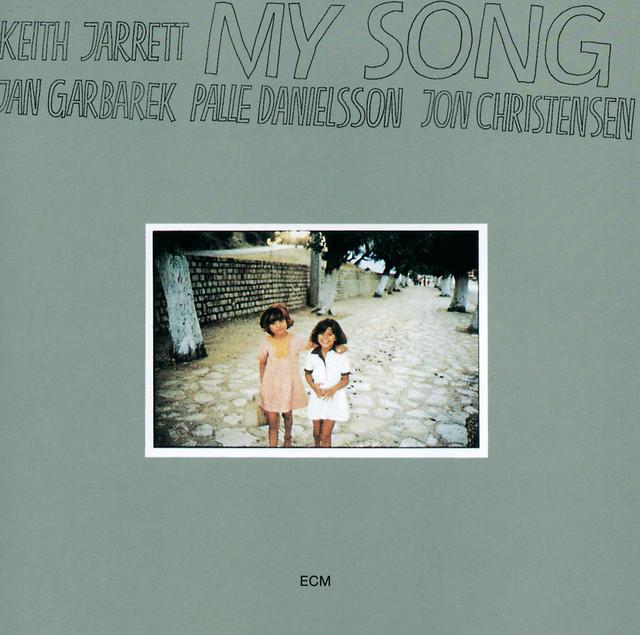 KEITH JARRETT MY SONG
JAN GARBAREK PALLE DANIELSSON JON CHRISTENSEN
ECM